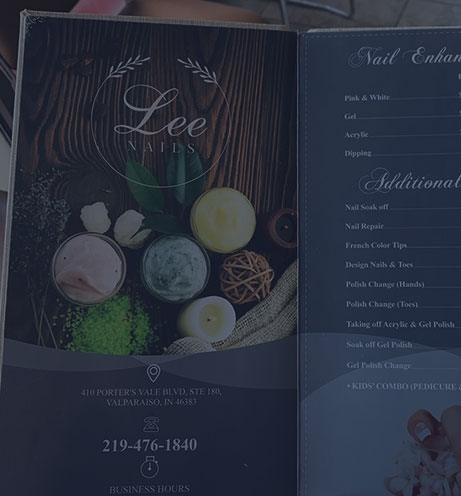 Lee
NAILS
410 PORTER'S VALE BLVD, STE 180,
VALPARAISO, IN 46383
219-476-1840
BUSINESS HOURS
Nail Enhan
Pink & White
Gel
Acrylic
Dipping
Additional
Nail Soak off
Nail Repair
French Color Tips
Design Nails & Toes
Polish Change (Hands)
Polish Change (Toes)
Taking off Acrylic & Gel Polish
Soak off Gel Polish
Gel Polish Change
• KIDS' COMBO (PEDICURE &